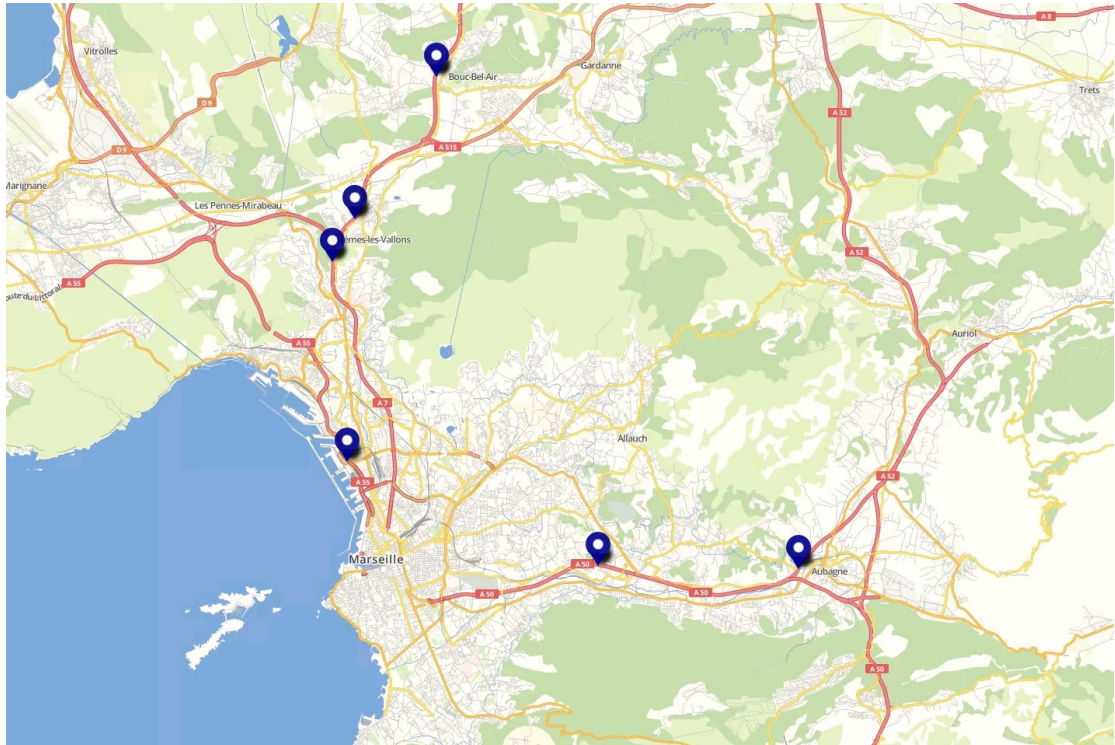 A 8
Vitrolles
Gardanne
Bouc-Bel-Air
Trets
D 9
A 52
D 9
A 515
Marignane
Les Pennes-Mirabeau
èmes-les-Vallons
A 52
A 55
oute du Littoral
Auriol
A 55
A 7
Allauch
A 52
A 55
Marseille
A 50
Aubagne
A 50
A 50
A 50